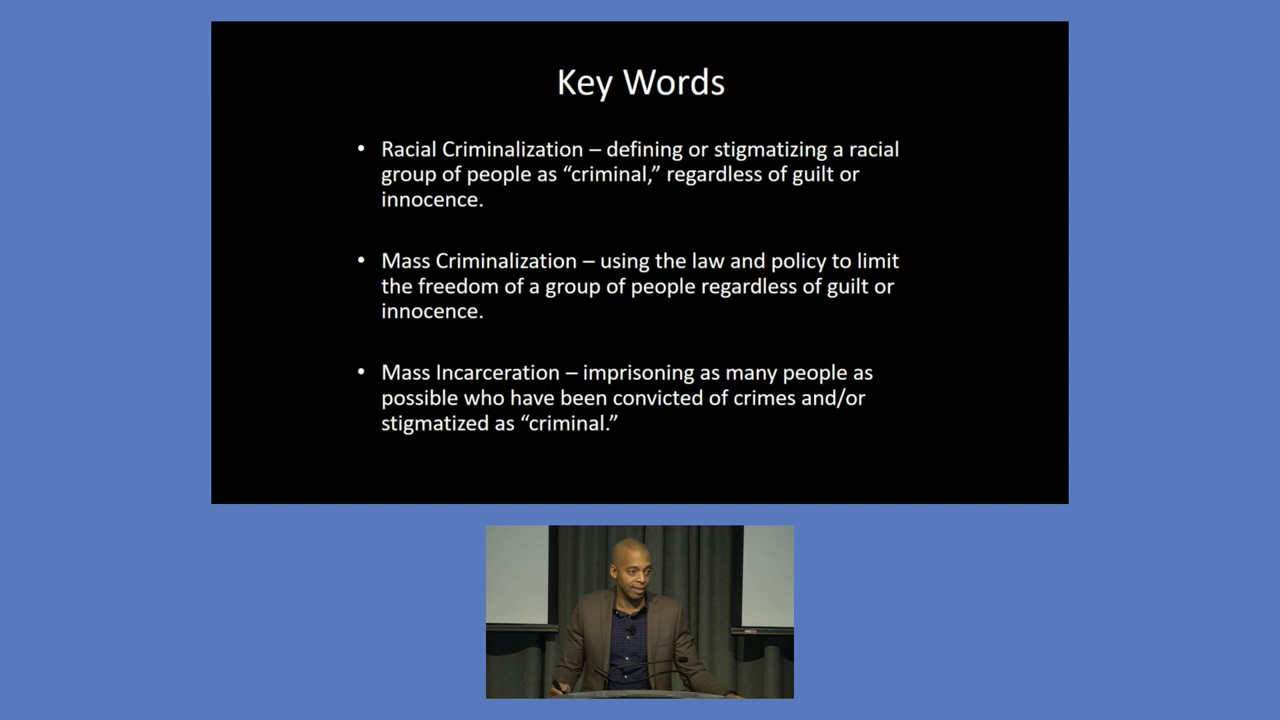 Key Words
• Racial Criminalization – defining or stigmatizing a racial
group of people as “criminal,” regardless of guilt or
innocence.
• Mass Criminalization – using the law and policy to limit
the freedom of a group of people regardless of guilt or
innocence.
• Mass Incarceration – imprisoning as many people as
possible who have been convicted of crimes and/or
stigmatized as “criminal.”